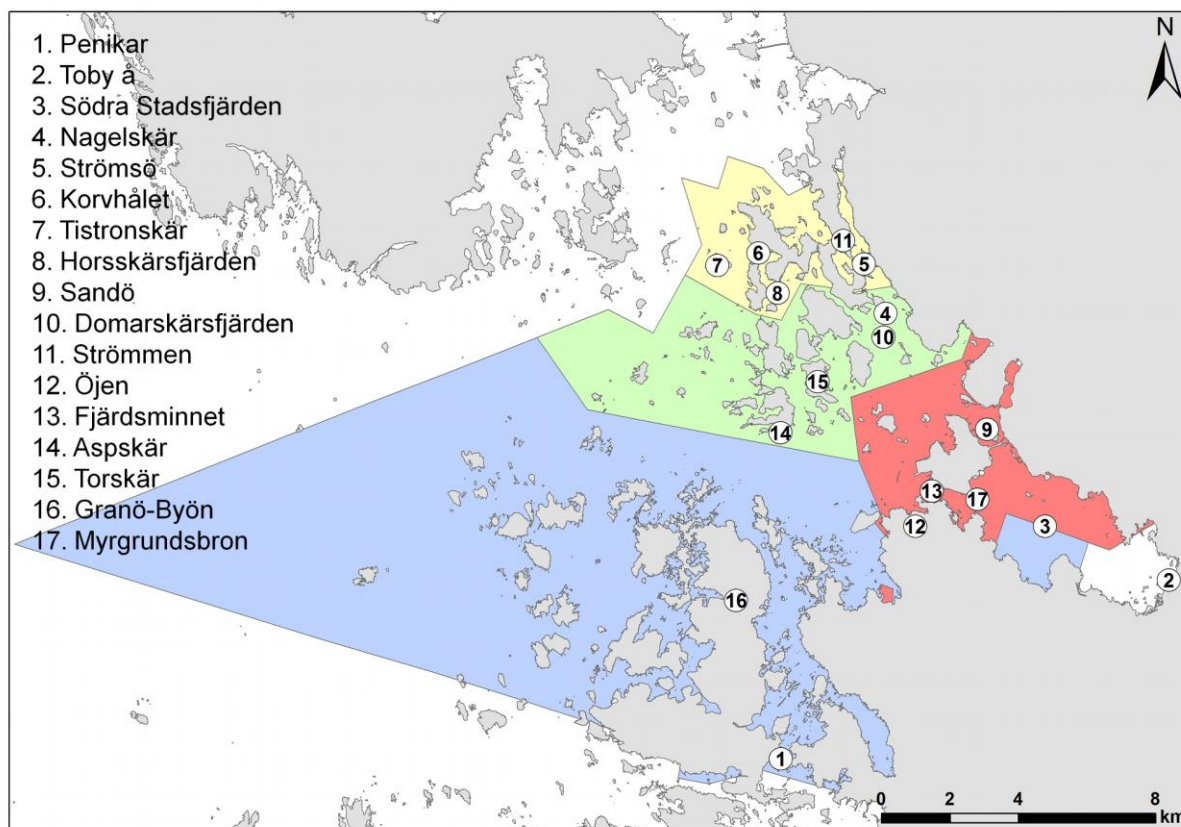 1. Penikar
2. Toby å
3. Södra Stadsfjärden
4. Nagelskär
5. Strömsö
6. Korvhålet
7. Tistronskär
8. Horsskärsfjärden
9. Sandö
10. Domarskärsfjärden
11. Strömmen
12. Öjen
13. Fjärdsminnet
14. Aspskär
15. Torskär
16. Granö-Byön
17. Myrgrundsbron
N
11
6
7
5
8
4
10
15
14
9
13
17
12
3
2
16
1
0 2 4 8
km